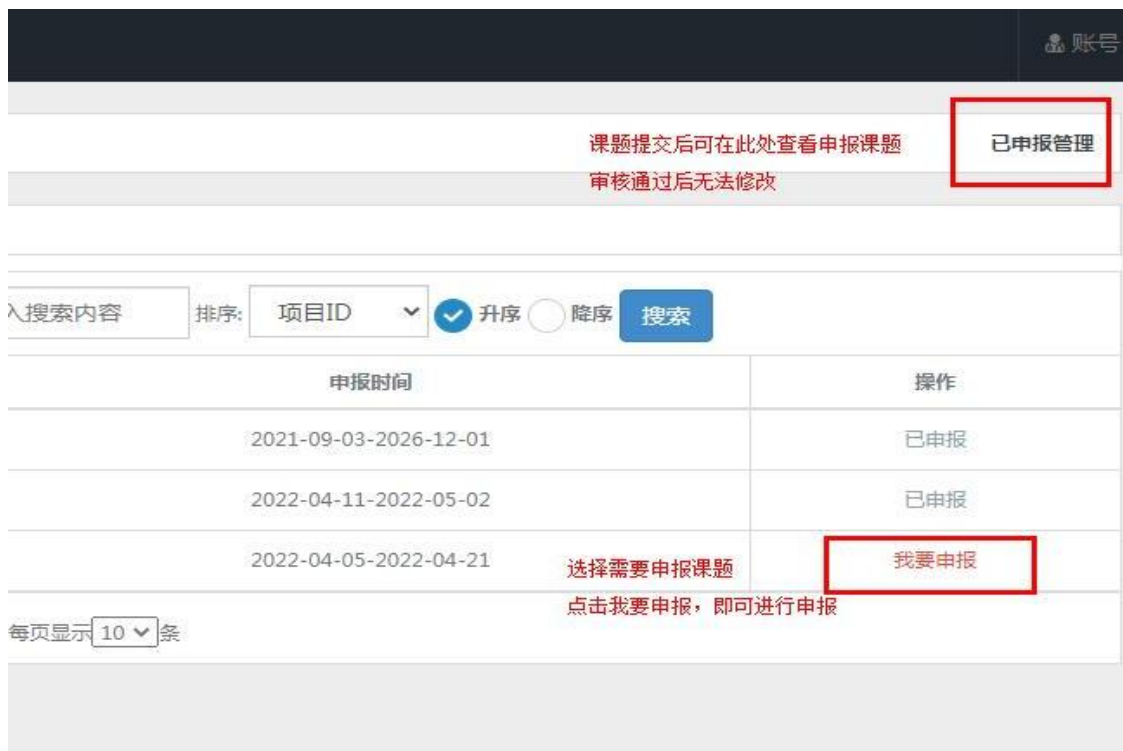 账号
课题提交后可在此处查看申报课题
已申报管理
审核通过后无法修改
入搜索内容 排序: 项目ID 升序 降序 搜索
申报时间 操作
2021-09-03-2026-12-01 已申报
2022-04-11-2022-05-02 已申报
2022-04-05-2022-04-21 我要申报
选择需要申报课题
点击我要申报，即可进行申报
每页显示 10 条